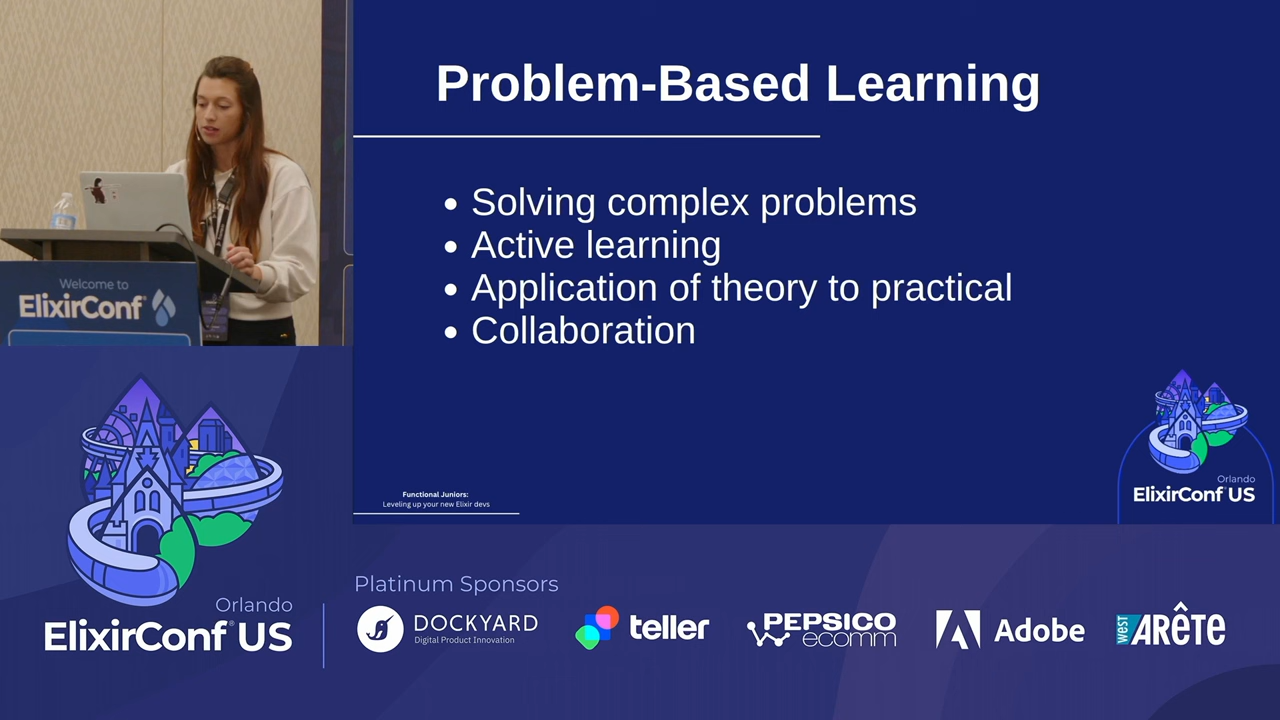 Problem-Based Learning
• Solving complex problems
• Active learning
• Application of theory to practical
• Collaboration
Functional Juniors:
Leveling up your new Elixir devs
Orlando
ElixirConf US
Welcome to
ElixirConf®
Orlando
ElixirConf® US
Platinum Sponsors
DOCKYARD
Digital Product Innovation
teller
PEPSICO
ecomm
Adobe
west ARÊTE